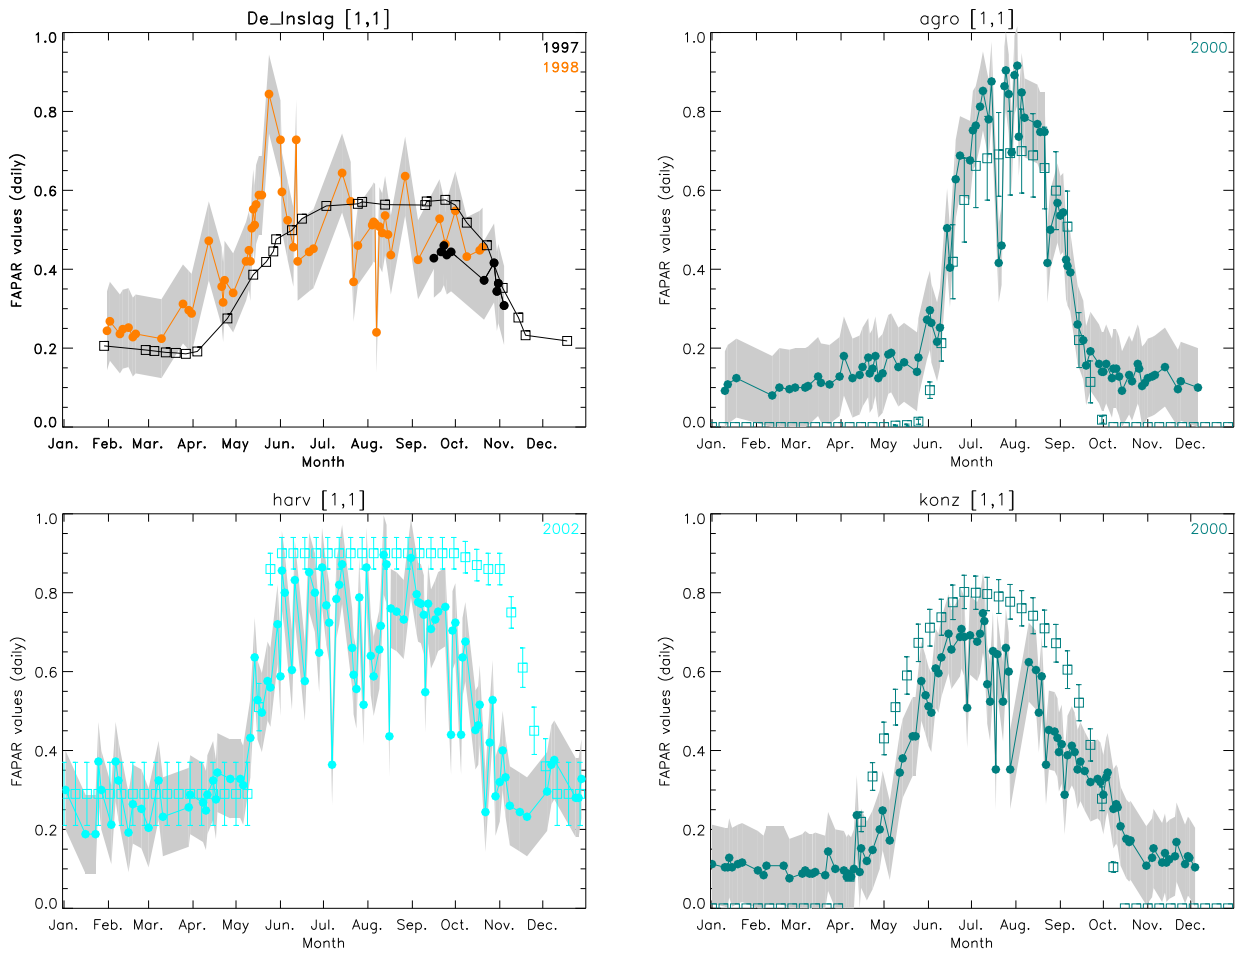 De_Inslag [1,1]
1997
1998
FAPAR values (daily)
1.0
0.8
0.6
0.4
0.2
0.0
Jan. Feb. Mar. Apr. May Jun. Jul. Aug. Sep. Oct. Nov. Dec.
Month
agro [1,1]
2000
FAPAR values (daily)
1.0
0.8
0.6
0.4
0.2
0.0
Jan. Feb. Mar. Apr. May Jun. Jul. Aug. Sep. Oct. Nov. Dec.
Month
harv [1,1]
2002
FAPAR values (daily)
1.0
0.8
0.6
0.4
0.2
0.0
Jan. Feb. Mar. Apr. May Jun. Jul. Aug. Sep. Oct. Nov. Dec.
Month
konz [1,1]
2000
FAPAR values (daily)
1.0
0.8
0.6
0.4
0.2
0.0
Jan. Feb. Mar. Apr. May Jun. Jul. Aug. Sep. Oct. Nov. Dec.
Month